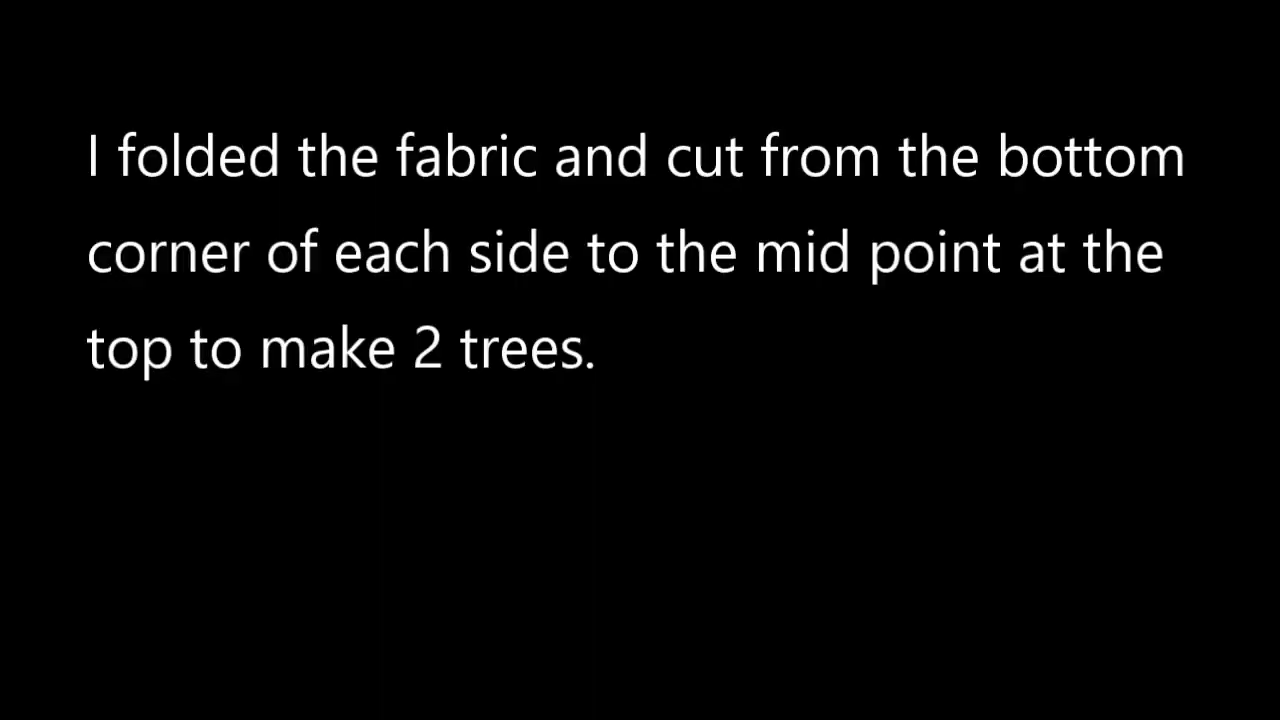 I folded the fabric and cut from the bottom
corner of each side to the mid point at the
top to make 2 trees.